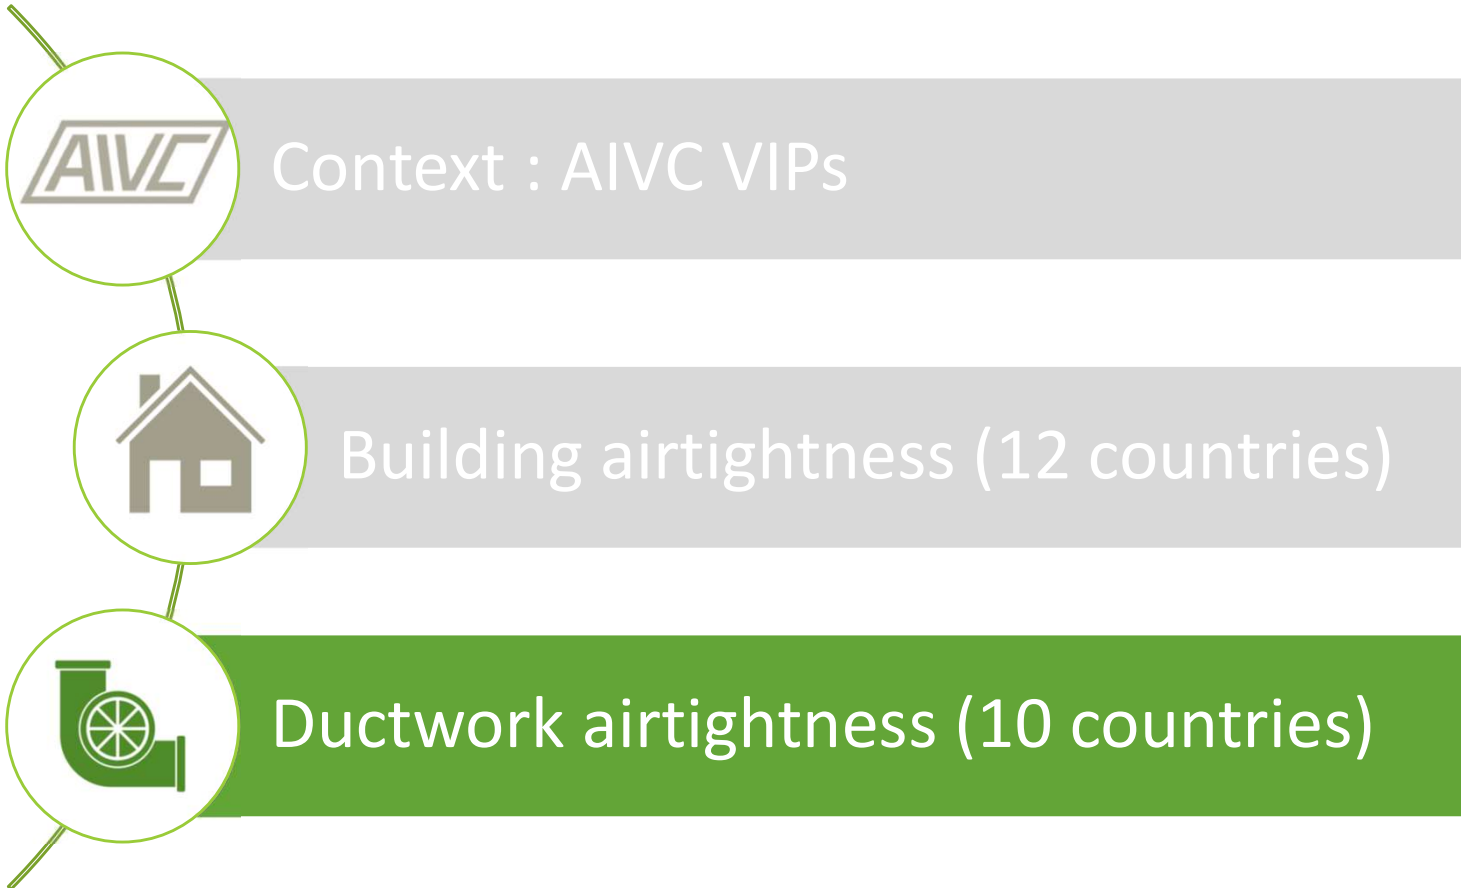 AIVC
Context : AIVC VIPs
Building airtightness (12 countries)
Ductwork airtightness (10 countries)